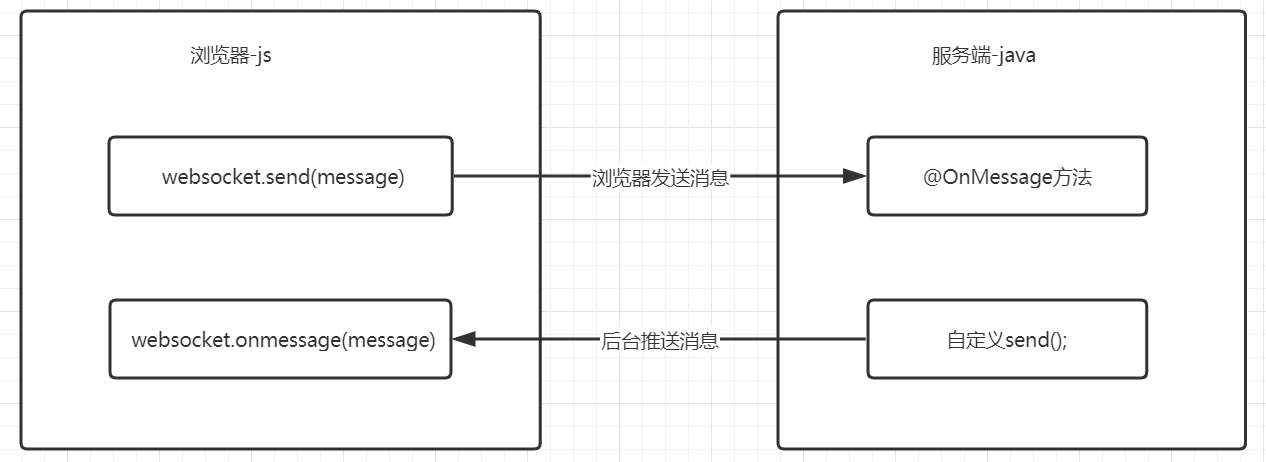 浏览器-js
服务端-java
websocket.send(message)
浏览器发送消息
@OnMessage方法
websocket.onmessage(message)
后台推送消息
自定义send();